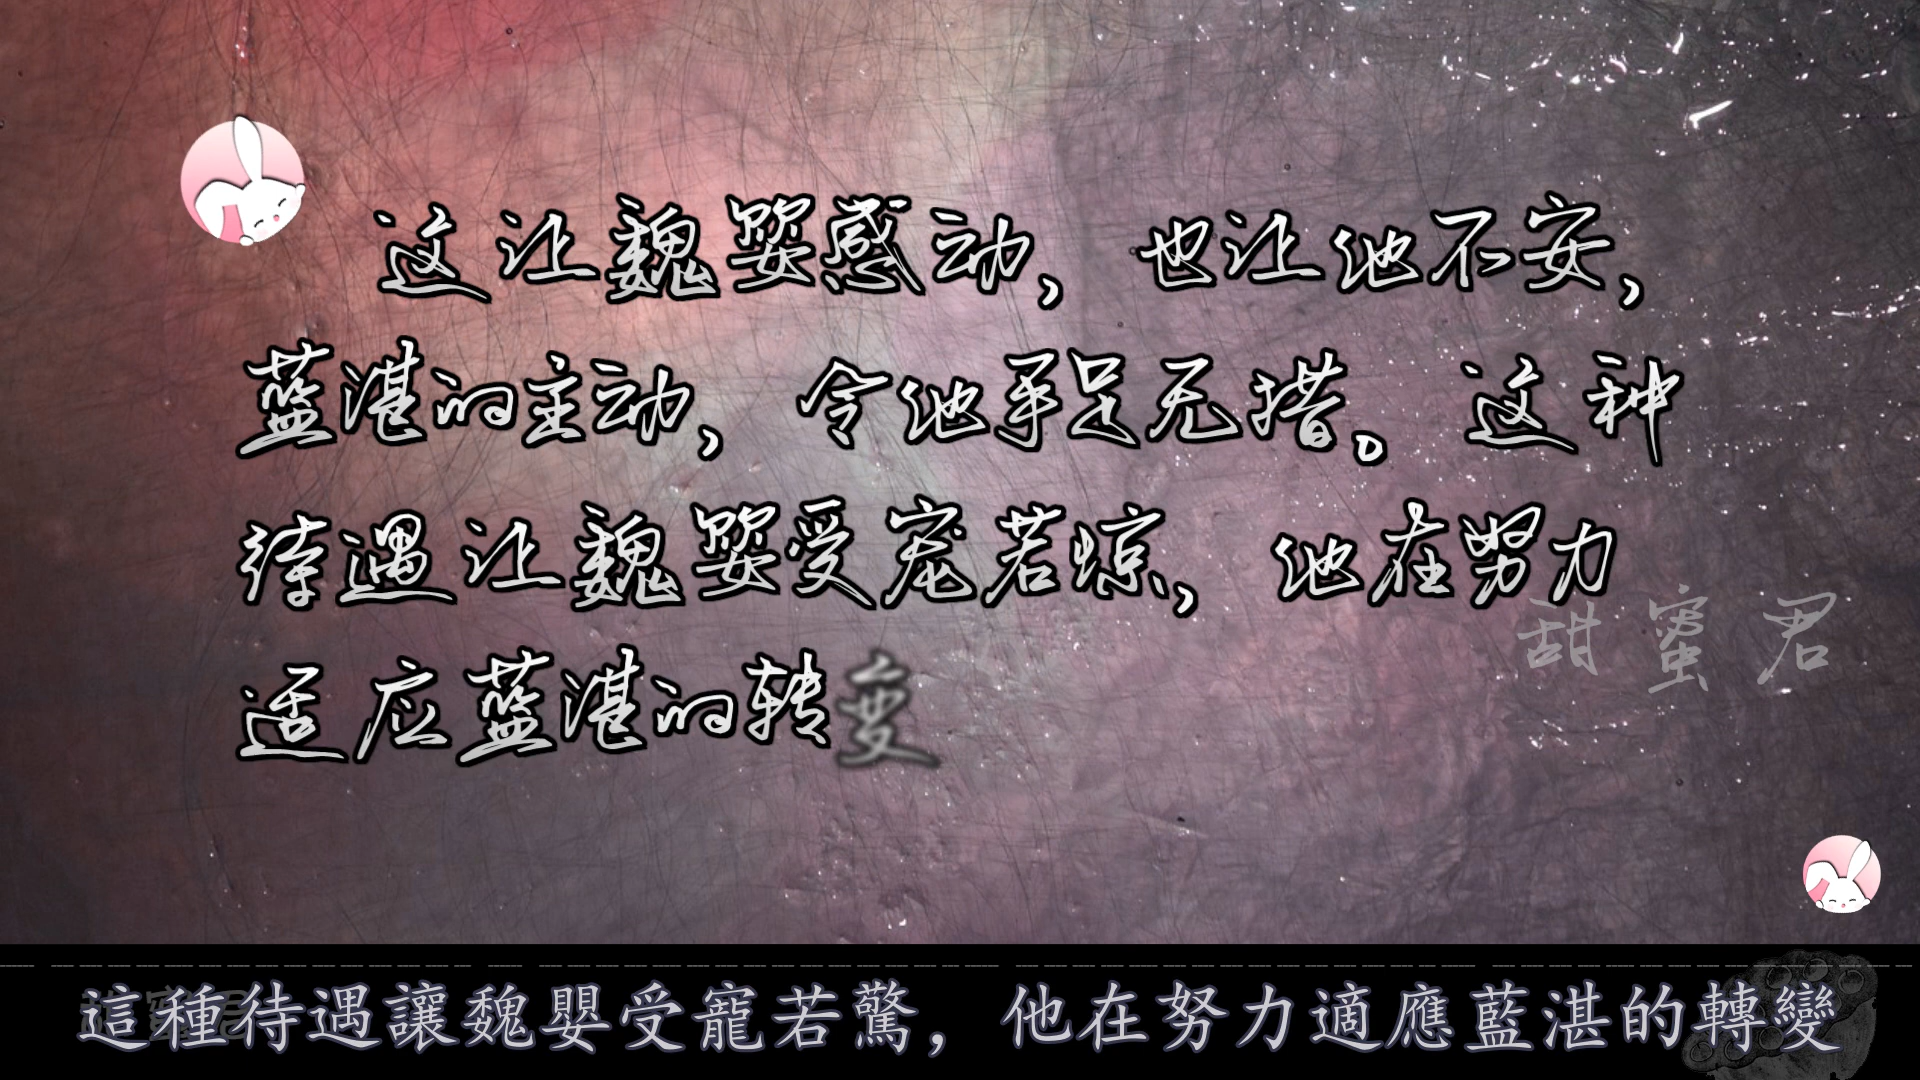 这让魏婴感动，也让他不安，
蓝湛的主动，令他手足无措。这种
待遇让魏婴受宠若惊，他在努力
适应蓝湛的转变
甜蜜君
這種待遇讓魏嬰受寵若驚，他在努力適應藍湛的轉變